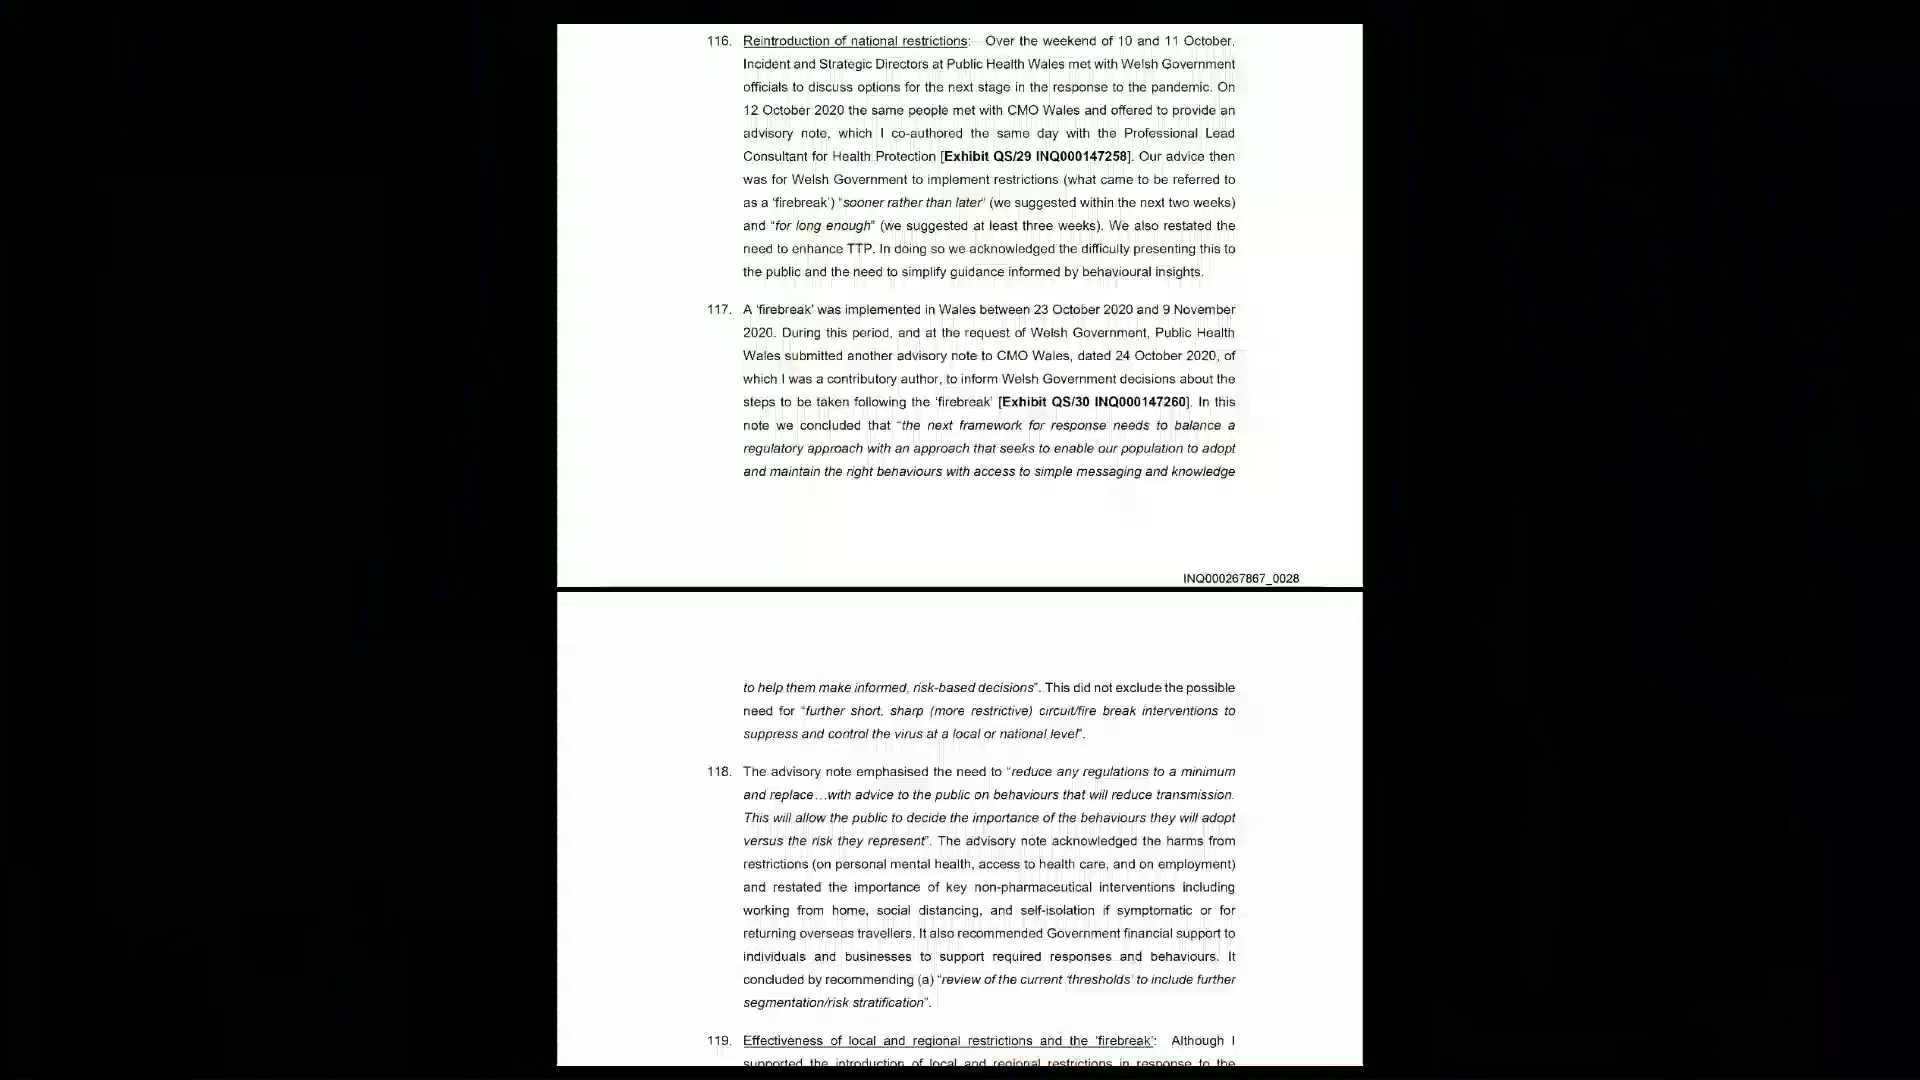 116. Reintroduction of national restrictions: Over the weekend of 10 and 11 October,
Incident and Strategic Directors at Public Health Wales met with Welsh Government
officials to discuss options for the next stage in the response to the pandemic. On
12 October 2020 the same people met with CMO Wales and offered to provide an
advisory note, which I co-authored the same day with the Professional Lead
Consultant for Health Protection [Exhibit QS/29 INQ000147258]. Our advice then
was for Welsh Government to implement restrictions (what came to be referred to
as a ‘firebreak’) “sooner rather than later” (we suggested within the next two weeks)
and “for long enough” (we suggested at least three weeks). We also restated the
need to enhance TTP. In doing so we acknowledged the difficulty presenting this to
the public and the need to simplify guidance informed by behavioural insights.
117. A ‘firebreak’ was implemented in Wales between 23 October 2020 and 9 November
2020. During this period, and at the request of Welsh Government, Public Health
Wales submitted another advisory note to CMO Wales, dated 24 October 2020, of
which I was a contributory author, to inform Welsh Government decisions about the
steps to be taken following the ‘firebreak’ [Exhibit QS/30 INQ000147260]. In this
note we concluded that “the next framework for response needs to balance a
regulatory approach with an approach that seeks to enable our population to adopt
and maintain the right behaviours with access to simple messaging and knowledge
INQ000267867_0028
to help them make informed, risk-based decisions”. This did not exclude the possible
need for “further short, sharp (more restrictive) circuit/fire break interventions to
suppress and control the virus at a local or national level”.
118. The advisory note emphasised the need to “reduce any regulations to a minimum
and replace…with advice to the public on behaviours that will reduce transmission.
This will allow the public to decide the importance of the behaviours they will adopt
versus the risk they represent”. The advisory note acknowledged the harms from
restrictions (on personal mental health, access to health care, and on employment)
and restated the importance of key non-pharmaceutical interventions including
working from home, social distancing, and self-isolation if symptomatic or for
returning overseas travellers. It also recommended Government financial support to
individuals and businesses to support required responses and behaviours. It
concluded by recommending (a) “review of the current ‘thresholds’ to include further
segmentation/risk stratification”.
119. Effectiveness of local and regional restrictions and the ‘firebreak’: Although I
supported the introduction of local and regional restrictions in response to the